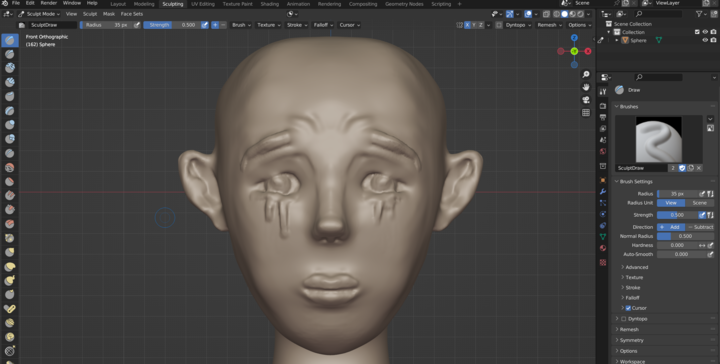 File Edit Render Window Help Layout Modeling Sculpting UV Editing Texture Paint Shading Animation Rendering Compositing Geometry Nodes Scripting + Scene ViewLayer
Sculpt Mode View Sculpt Mask Face Sets
SculptDraw Radius 35 px Strength 0.500 Brush Texture Stroke Falloff Cursor X Y Z Dyntopo Remesh Options
Front Orthographic
(162) Sphere
Scene Collection
Collection
Sphere
Draw
Brushes
SculptDraw 2
Brush Settings
Radius 35 px
Radius Unit View Scene
Strength 0.500
Direction + Add − Subtract
Normal Radius 0.500
Hardness 0.000
Auto-Smooth 0.000
Advanced
Texture
Stroke
Falloff
Cursor
Dyntopo
Remesh
Symmetry
Options
Workspace